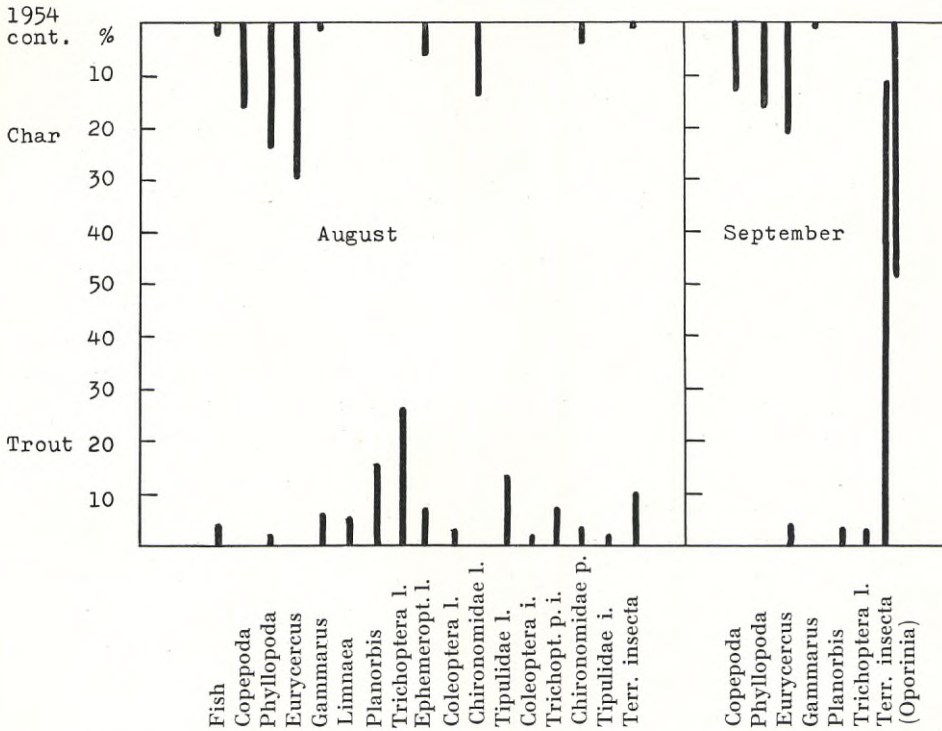 1954
cont. %
10
Char 20
30
40
50
40
30
Trout 20
10
August
September
Fish
Copepoda
Phyllopoda
Eurycercus
Gammarus
Limnaea
Planorbis
Trichoptera l.
Ephemeropt. l.
Coleoptera l.
Chironomidae l.
Tipulidae l.
Coleoptera i.
Trichopt. p. i.
Chironomidae p.
Tipulidae i.
Terr. insecta
Copepoda
Phyllopoda
Eurycercus
Gammarus
Planorbis
Trichoptera l.
Terr. insecta
(Oporinia)